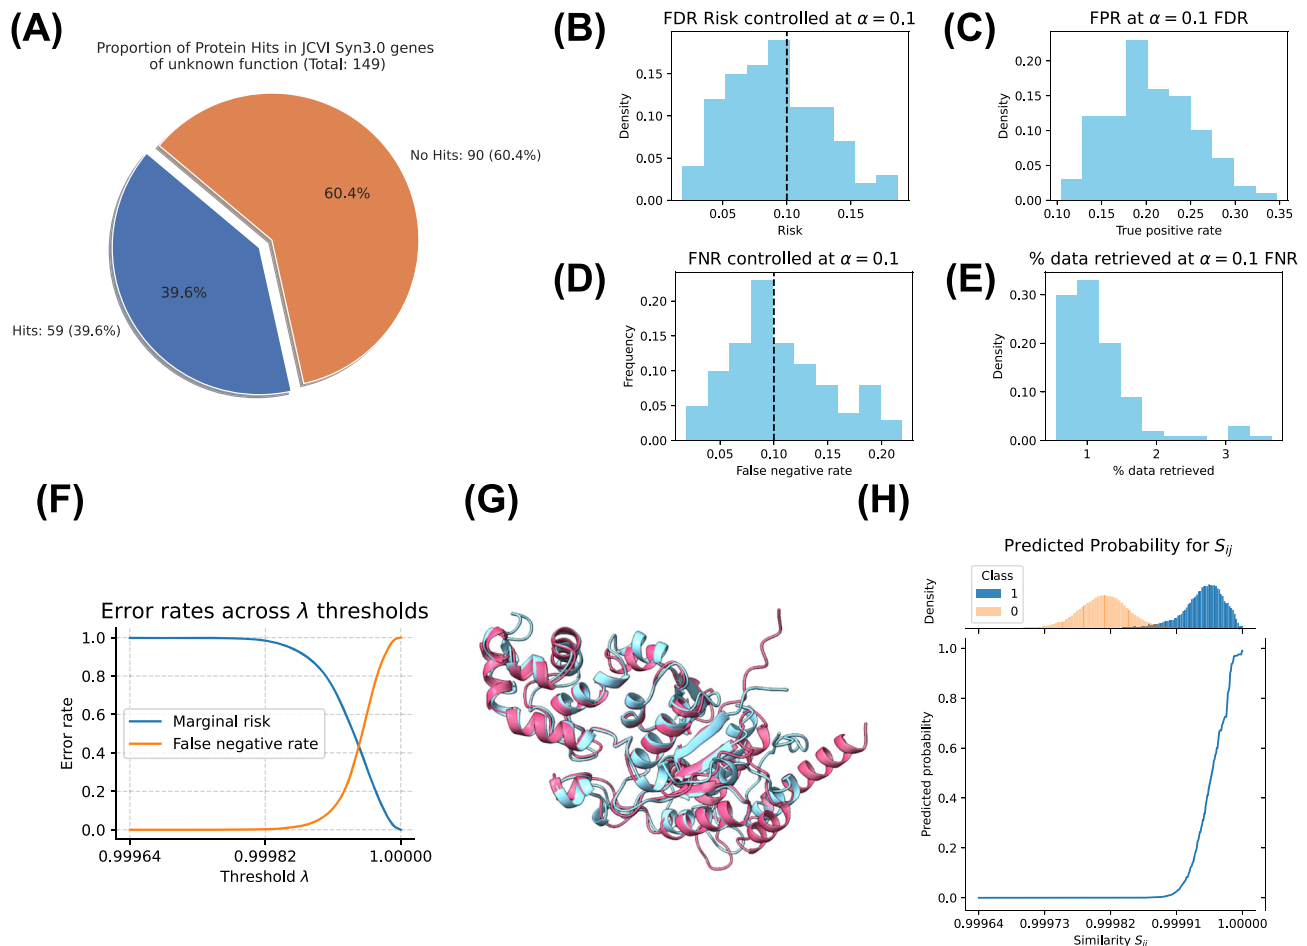 (A)
Proportion of Protein Hits in JCVI Syn3.0 genes
of unknown function (Total: 149)
No Hits: 90 (60.4%)
60.4%
39.6%
Hits: 59 (39.6%)
(B)
FDR Risk controlled at α = 0.1
Density
0.15
0.10
0.05
0.00
0.05
0.10
0.15
Risk
(C)
FPR at α = 0.1 FDR
Density
0.20
0.15
0.10
0.05
0.00
0.10
0.15
0.20
0.25
0.30
0.35
True positive rate
(D)
FNR controlled at α = 0.1
Frequency
0.20
0.15
0.10
0.05
0.00
0.05
0.10
0.15
0.20
False negative rate
(E)
% data retrieved at α = 0.1 FNR
Density
0.30
0.20
0.10
0.00
1
2
3
% data retrieved
(F)
Error rates across λ thresholds
Error rate
1.0
0.8
0.6
0.4
0.2
0.0
Marginal risk
False negative rate
0.99964
0.99982
1.00000
Threshold λ
(G)
(H)
Predicted Probability for S_ij
Density
Class
1
0
Predicted probability
1.0
0.8
0.6
0.4
0.2
0.0
0.99964
0.99973
0.99982
0.99991
1.00000
Similarity S_ij